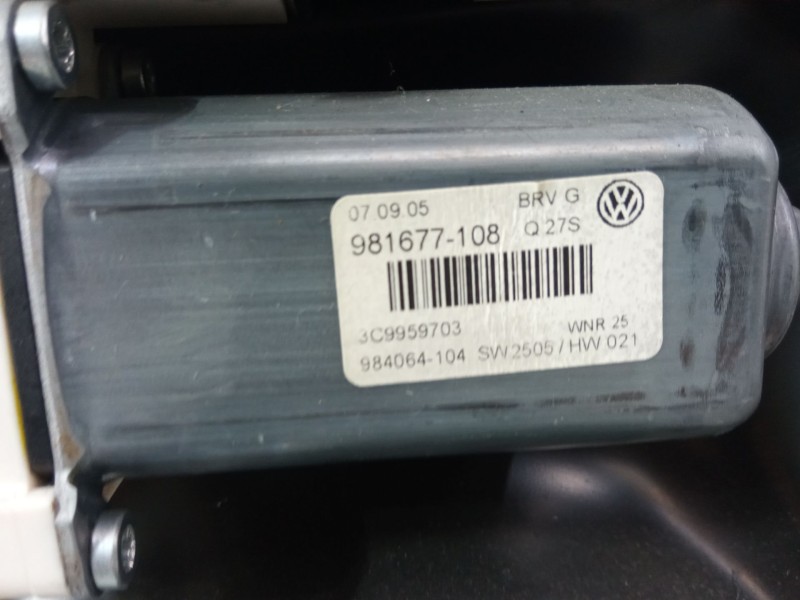 07.09.05 BRV G
981677-108 Q 27S
3C9959703 WNR 25
984064-104 SW 2505 / HW 021